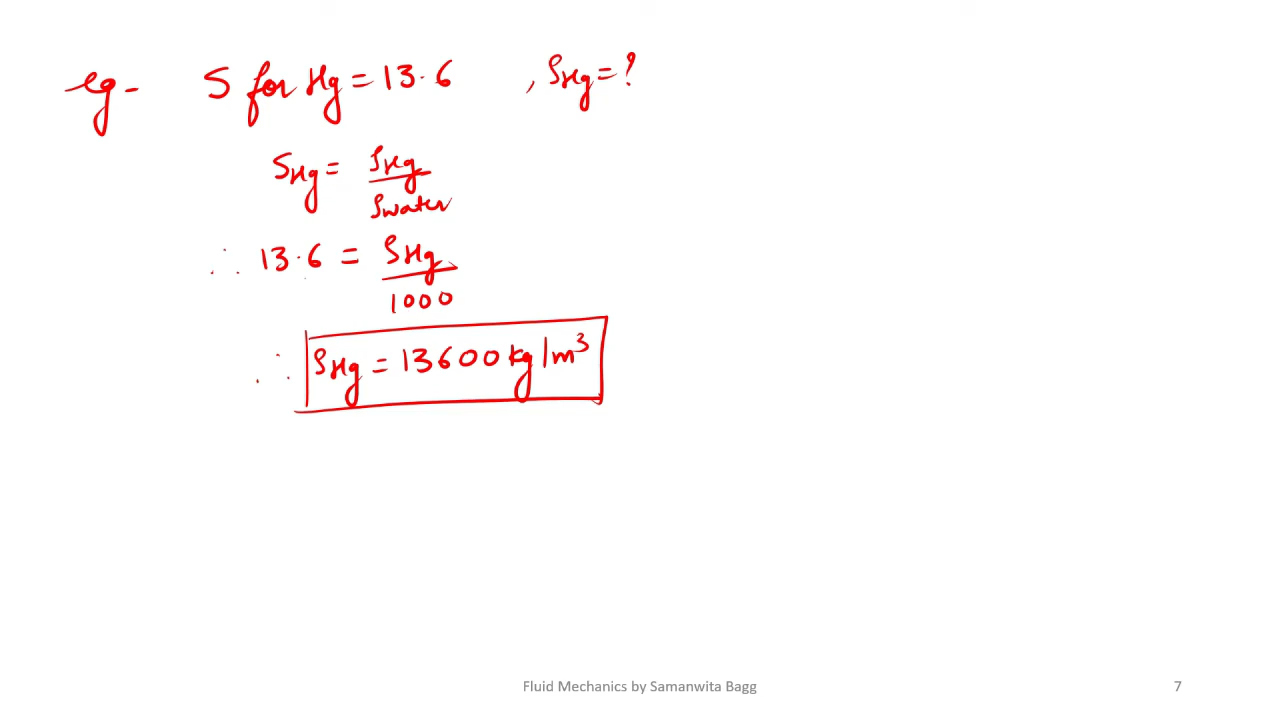 eg- S for Hg = 13.6 , ρHg = ?
SHg = ρHg / ρwater
∴ 13.6 = ρHg / 1000
∴ ρHg = 13600 kg/m³
Fluid Mechanics by Samanwita Bagg 7